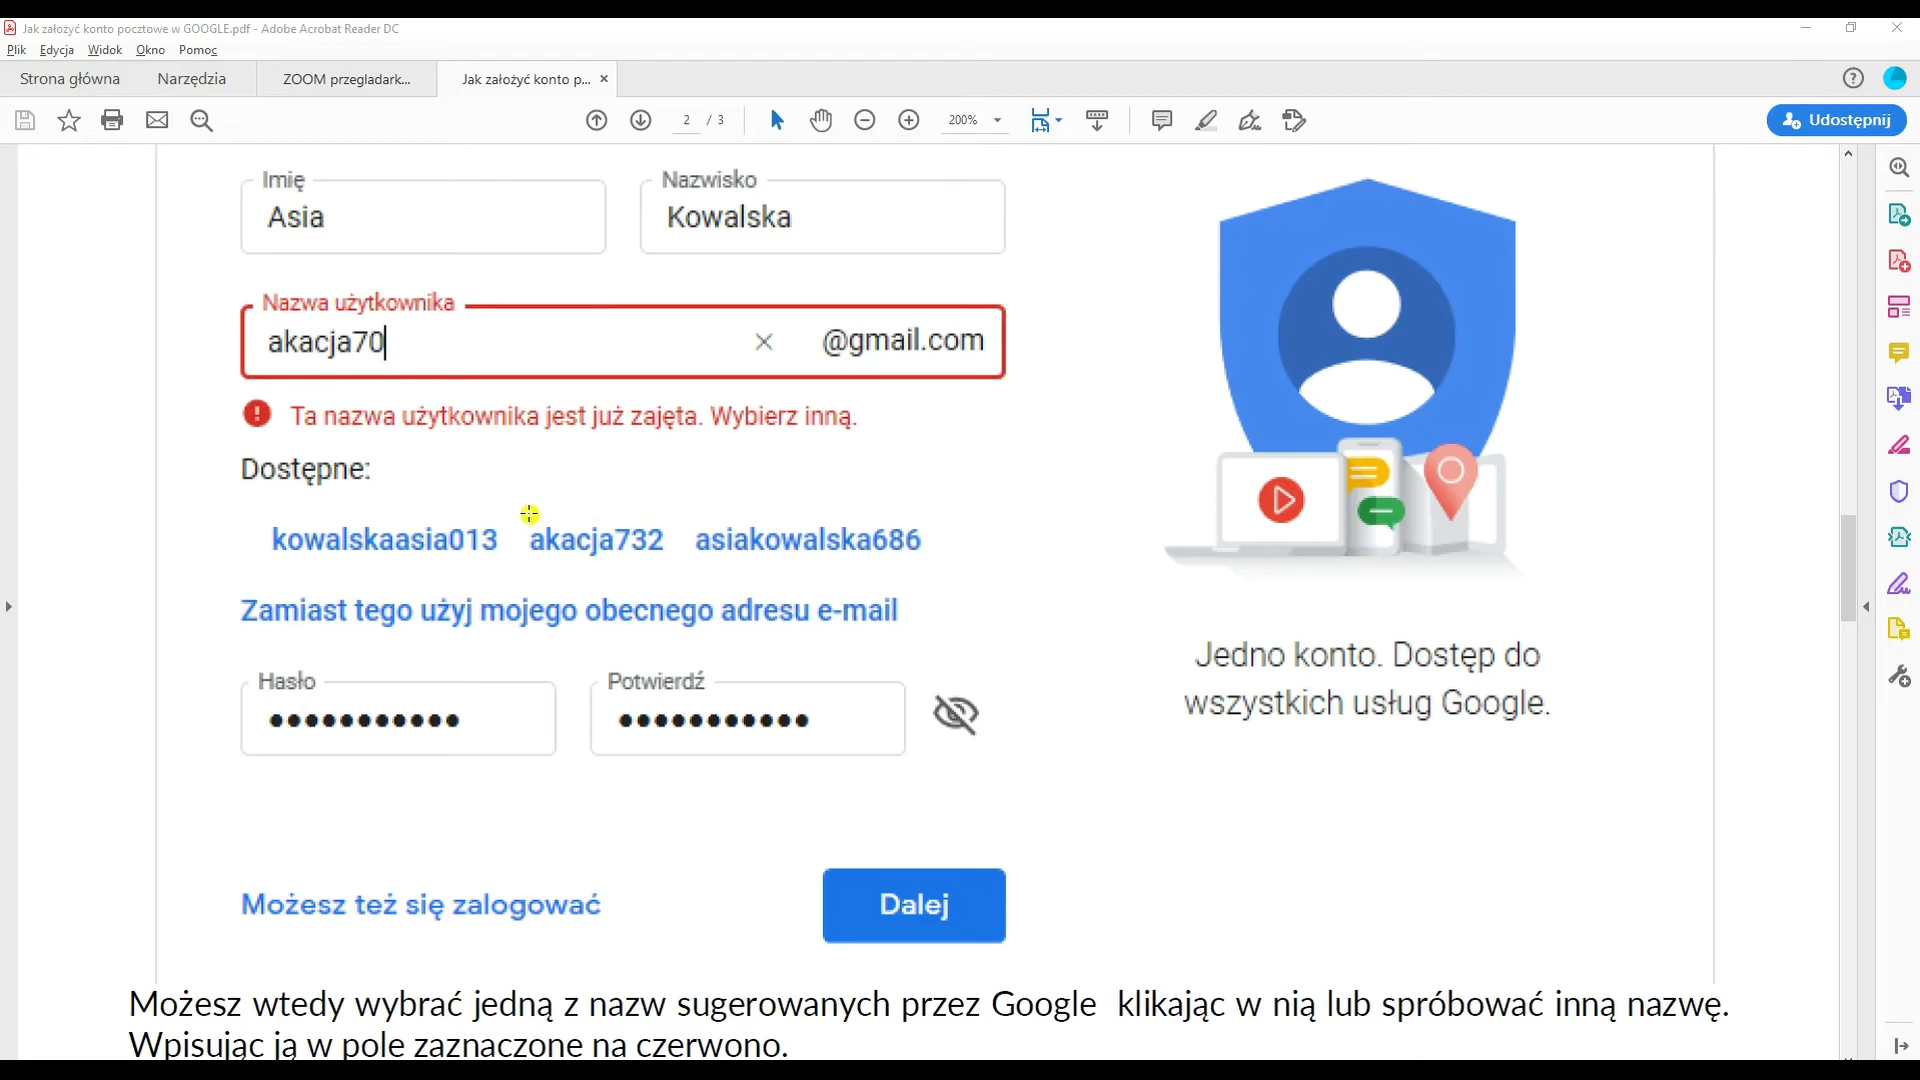 Jak założyć konto pocztowe w GOOGLE.pdf - Adobe Acrobat Reader DC
Plik Edycja Widok Okno Pomoc
Strona główna Narzędzia ZOOM przegladark... Jak założyć konto p... ×
2 / 3 200% Udostępnij
Imię Nazwisko
Asia Kowalska
Nazwa użytkownika
akacja70 @gmail.com
Ta nazwa użytkownika jest już zajęta. Wybierz inną.
Dostępne:
kowalskaasia013 akacja732 asiakowalska686
Zamiast tego użyj mojego obecnego adresu e-mail
Hasło Potwierdź
Jedno konto. Dostęp do
wszystkich usług Google.
Możesz też się zalogować Dalej
Możesz wtedy wybrać jedną z nazw sugerowanych przez Google klikając w nią lub spróbować inną nazwę.
Wpisując ją w pole zaznaczone na czerwono.